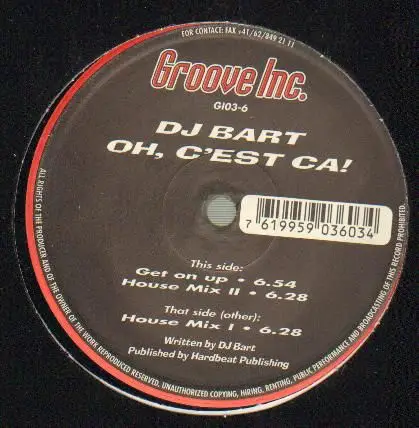 FOR CONTACT: FAX +41/62/849 21 11
Groove Inc.
GI03-6
DJ BART
OH, C'EST CA!
7 619959 036034
This side:
Get on up • 6.54
House Mix II • 6.28
That side (other):
House Mix I • 6.28
Written by DJ Bart
Published by Hardbeat Publishing
ALL RIGHTS OF THE PRODUCER AND OF THE OWNER OF THE WORK REPRODUCED RESERVED, UNAUTHORIZED COPYING, HIRING, RENTING, PUBLIC PERFORMANCE AND BROADCASTING OF THIS RECORD PROHIBITED.